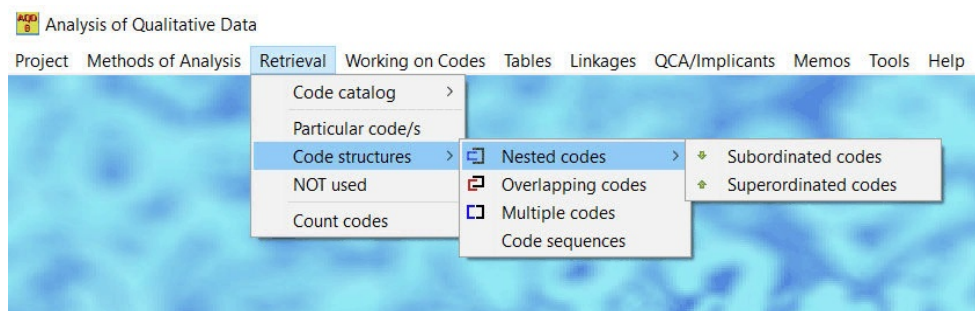 AQD
8
Analysis of Qualitative Data
Project Methods of Analysis Retrieval Working on Codes Tables Linkages QCA/Implicants Memos Tools Help
Code catalog
Particular code/s
Code structures
NOT used
Count codes
Nested codes
Overlapping codes
Multiple codes
Code sequences
Subordinated codes
Superordinated codes